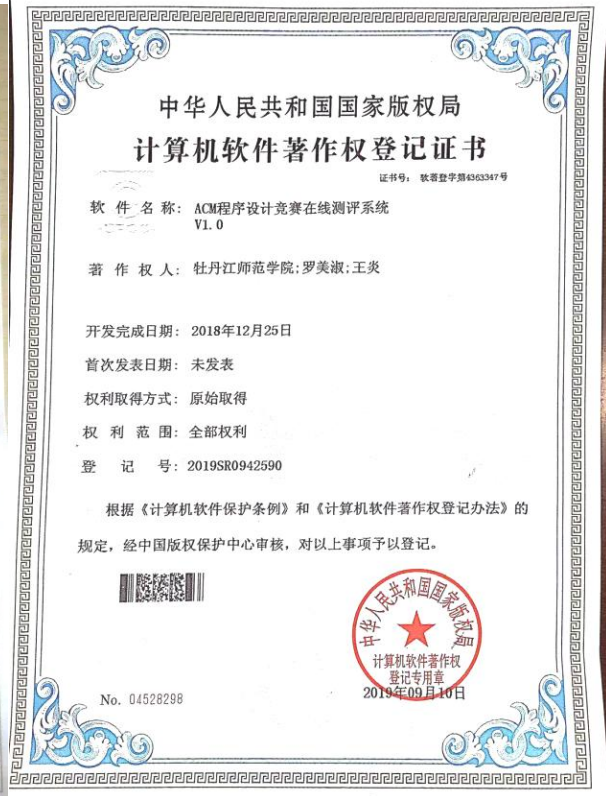 中华人民共和国国家版权局
计算机软件著作权登记证书
证书号： 软著登字第4363347号
软件名称： ACM程序设计竞赛在线测评系统
V1.0
著作权人： 牡丹江师范学院;罗美淑;王炎
开发完成日期： 2018年12月25日
首次发表日期： 未发表
权利取得方式： 原始取得
权利范围： 全部权利
登记号： 2019SR0942590
根据《计算机软件保护条例》和《计算机软件著作权登记办法》的
规定，经中国版权保护中心审核，对以上事项予以登记。
中华人民共和国国家版权局
计算机软件著作权
登记专用章
2019年09月10日
No. 04528298